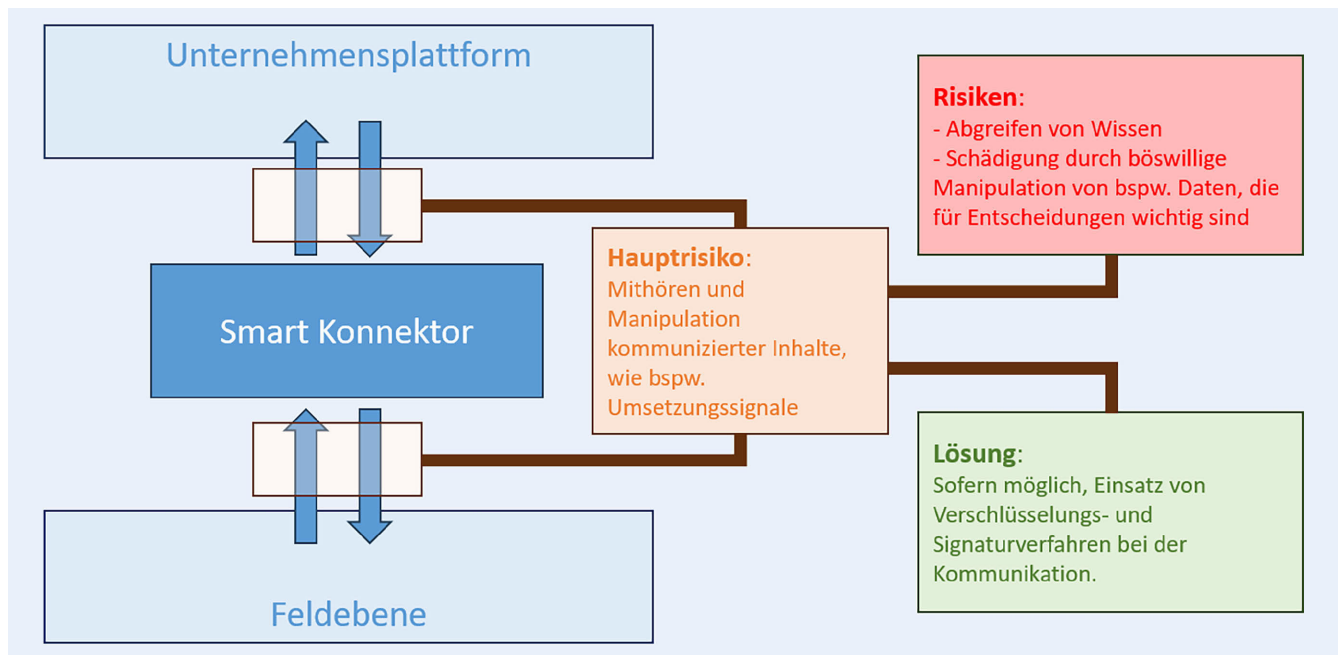 Unternehmensplattform
Smart Konnektor
Feldebene
Hauptrisiko:
Mithören und
Manipulation
kommunizierter Inhalte,
wie bspw.
Umsetzungssignale
Risiken:
- Abgreifen von Wissen
- Schädigung durch böswillige
Manipulation von bspw. Daten, die
für Entscheidungen wichtig sind
Lösung:
Sofern möglich, Einsatz von
Verschlüsselungs- und
Signaturverfahren bei der
Kommunikation.